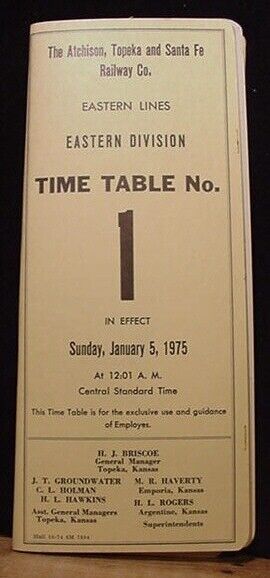 The Atchison, Topeka and Santa Fe
Railway Co.
EASTERN LINES
EASTERN DIVISION
TIME TABLE No.
1
IN EFFECT
Sunday, January 5, 1975
At 12:01 A. M.
Central Standard Time
This Time Table is for the exclusive use and guidance
of Employes.
H. J. BRISCOE
General Manager
Topeka, Kansas
J. T. GROUNDWATER
C. L. HOLMAN
H. L. HAWKINS
Asst. General Managers
Topeka, Kansas
M. R. HAVERTY
Emporia, Kansas
H. L. ROGERS
Argentine, Kansas
Superintendents